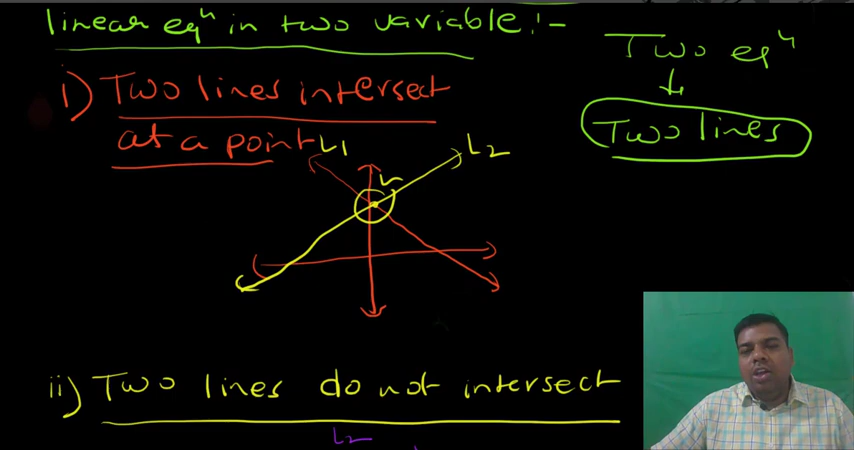 linear eqⁿ in two variable :-
Two eqⁿ
Two lines
i) Two lines intersect
at a point
L1
L2
ii) Two lines do not intersect
L2